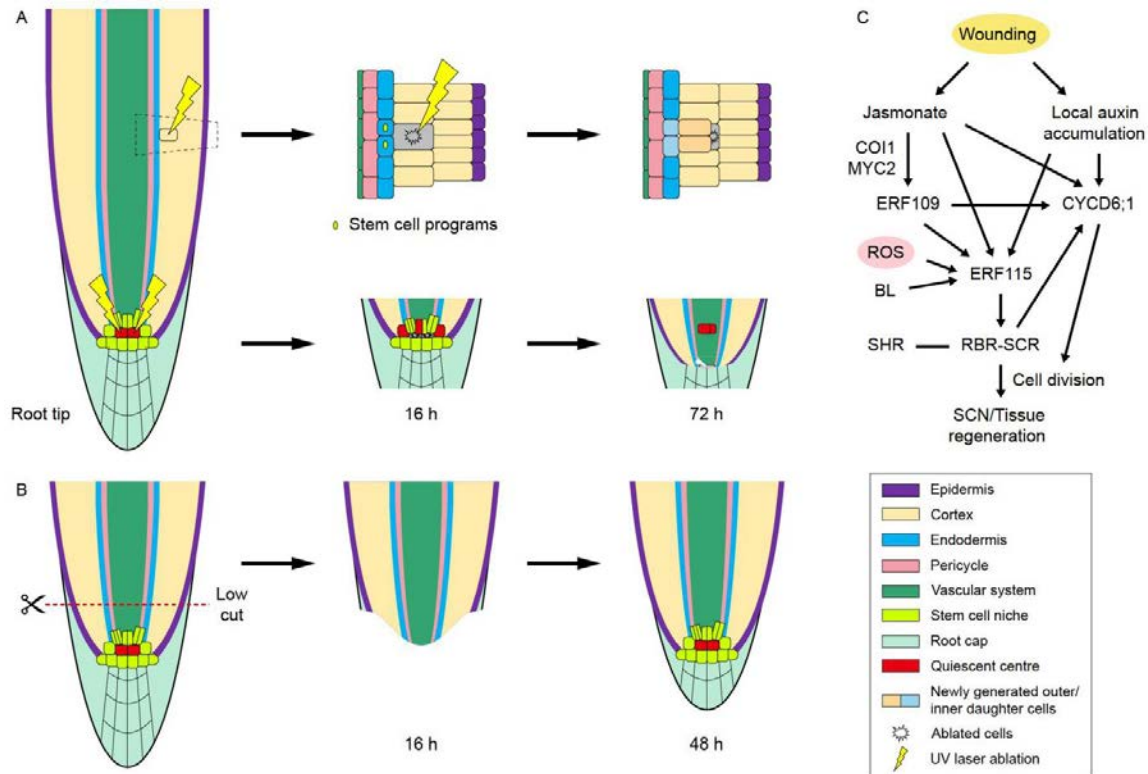 A
Stem cell programs
Root tip
16 h
72 h
B
Low
cut
16 h
48 h
C
Wounding
Jasmonate
Local auxin
accumulation
COI1
MYC2
ERF109
CYCD6;1
ROS
ERF115
BL
SHR
RBR-SCR
Cell division
SCN/Tissue
regeneration
Epidermis
Cortex
Endodermis
Pericycle
Vascular system
Stem cell niche
Root cap
Quiescent centre
Newly generated outer/
inner daughter cells
Ablated cells
UV laser ablation